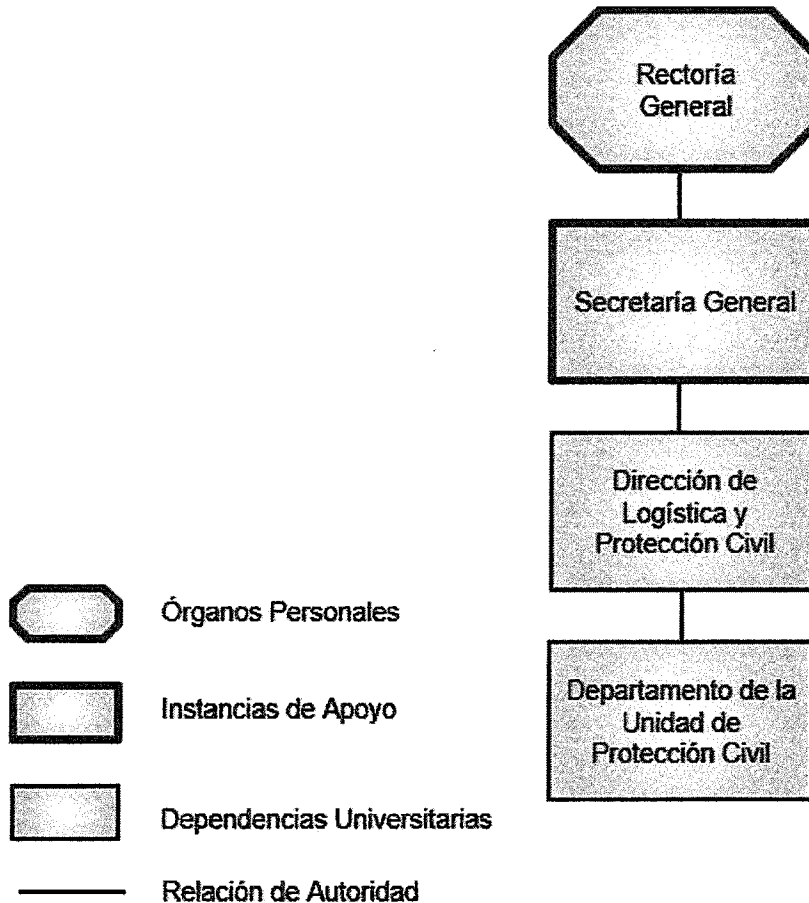 Rectoría
General
Secretaría General
Dirección de
Logística y
Protección Civil
Departamento de la
Unidad de
Protección Civil
Órganos Personales
Instancias de Apoyo
Dependencias Universitarias
Relación de Autoridad